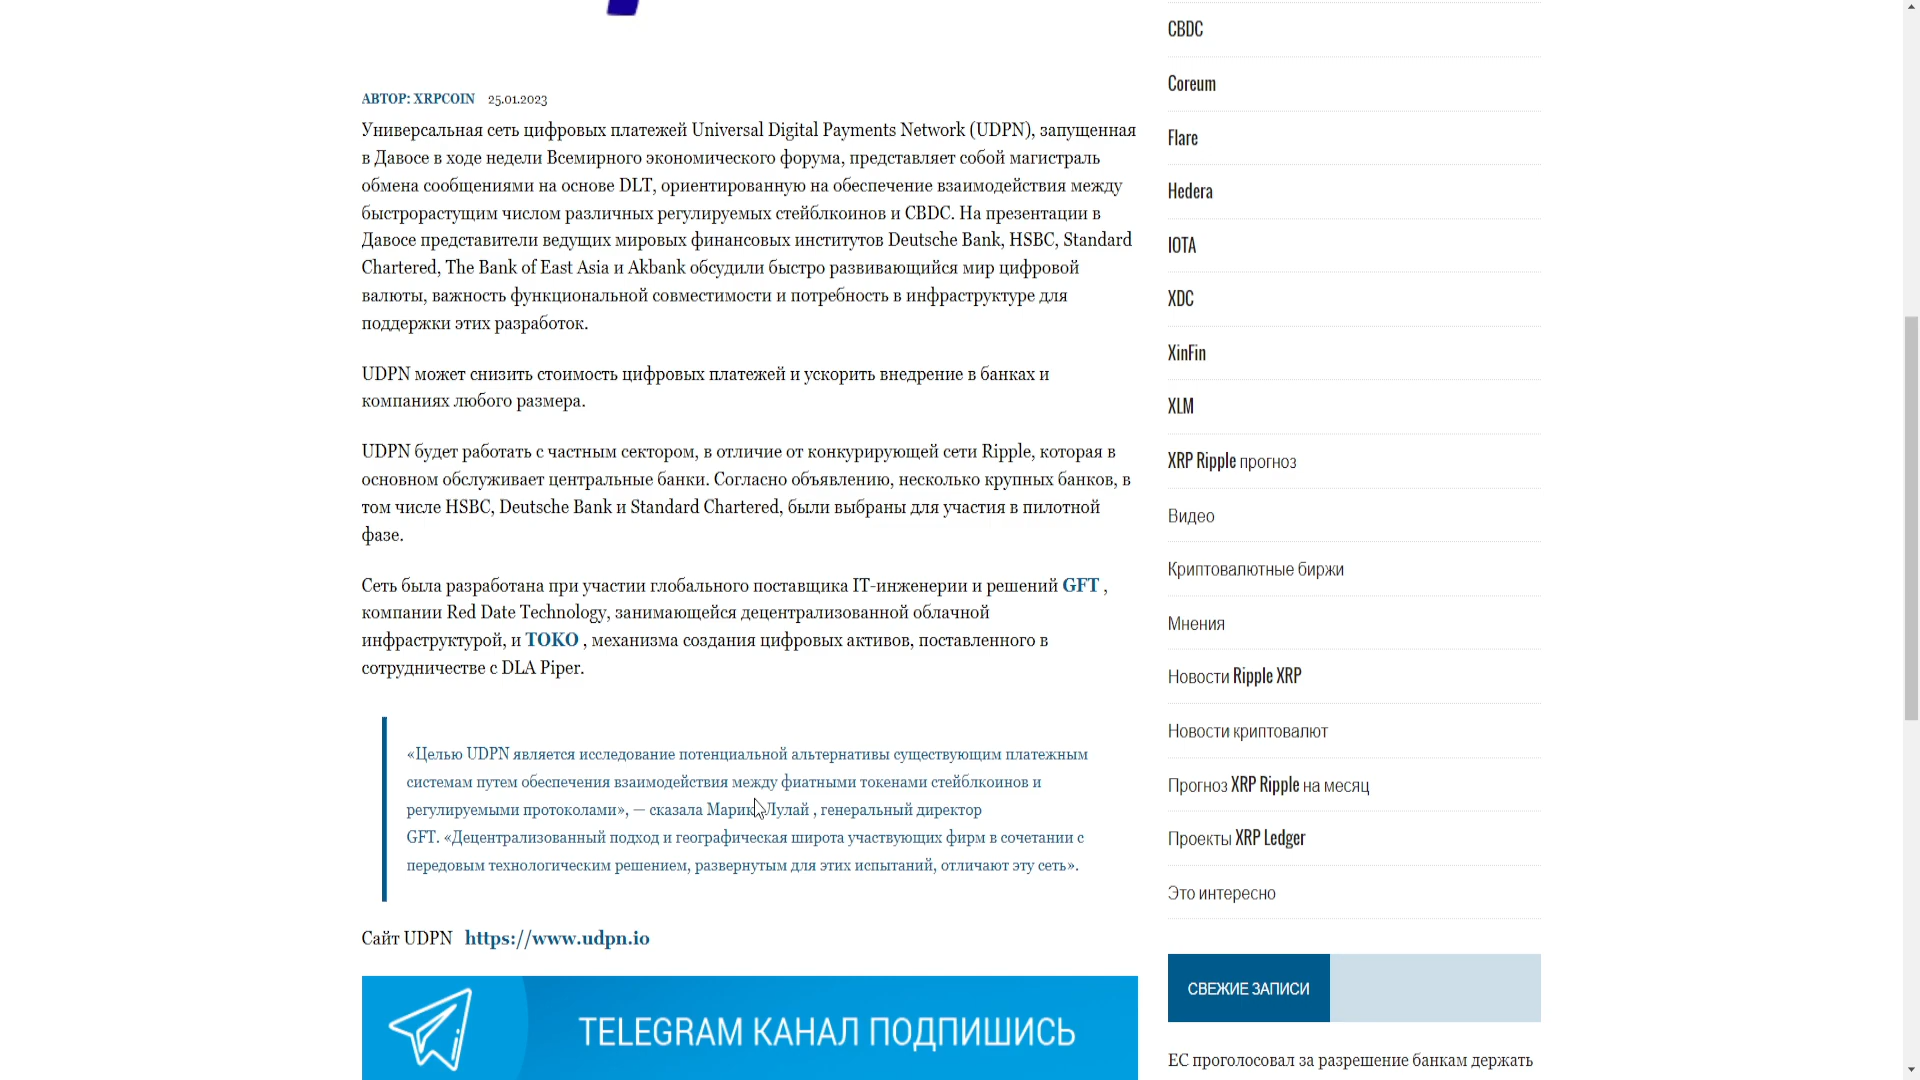 АВТОР: XRPCOIN 25.01.2023
Универсальная сеть цифровых платежей Universal Digital Payments Network (UDPN), запущенная
в Давосе в ходе недели Всемирного экономического форума, представляет собой магистраль
обмена сообщениями на основе DLT, ориентированную на обеспечение взаимодействия между
быстрорастущим числом различных регулируемых стейблкоинов и CBDC. На презентации в
Давосе представители ведущих мировых финансовых институтов Deutsche Bank, HSBC, Standard
Chartered, The Bank of East Asia и Akbank обсудили быстро развивающийся мир цифровой
валюты, важность функциональной совместимости и потребность в инфраструктуре для
поддержки этих разработок.
UDPN может снизить стоимость цифровых платежей и ускорить внедрение в банках и
компаниях любого размера.
UDPN будет работать с частным сектором, в отличие от конкурирующей сети Ripple, которая в
основном обслуживает центральные банки. Согласно объявлению, несколько крупных банков, в
том числе HSBC, Deutsche Bank и Standard Chartered, были выбраны для участия в пилотной
фазе.
Сеть была разработана при участии глобального поставщика IT-инженерии и решений GFT ,
компании Red Date Technology, занимающейся децентрализованной облачной
инфраструктурой, и TOKO , механизма создания цифровых активов, поставленного в
сотрудничестве с DLA Piper.
«Целью UDPN является исследование потенциальной альтернативы существующим платежным
системам путем обеспечения взаимодействия между фиатными токенами стейблкоинов и
регулируемыми протоколами», — сказала Лулай , генеральный директор
GFT. «Децентрализованный подход и географическая широта участвующих фирм в сочетании с
передовым технологическим решением, развернутым для этих испытаний, отличают эту сеть».
Сайт UDPN https://www.udpn.io
TELEGRAM КАНАЛ ПОДПИШИСЬ
CBDC
Coreum
Flare
Hedera
IOTA
XDC
XinFin
XLM
XRP Ripple прогноз
Видео
Криптовалютные биржи
Мнения
Новости Ripple XRP
Новости криптовалют
Прогноз XRP Ripple на месяц
Проекты XRP Ledger
Это интересно
СВЕЖИЕ ЗАПИСИ
ЕС проголосовал за разрешение банкам держать